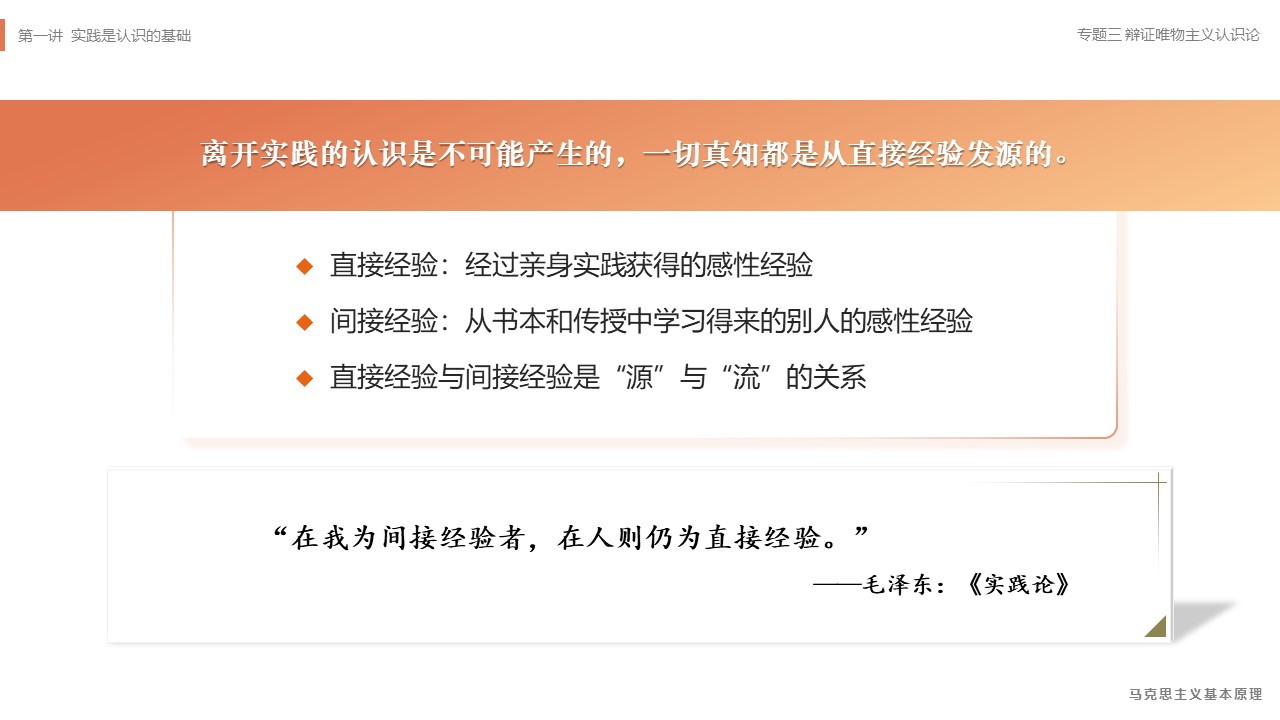 第一讲 实践是认识的基础
专题三 辩证唯物主义认识论
离开实践的认识是不可能产生的，一切真知都是从直接经验发源的。
直接经验：经过亲身实践获得的感性经验
间接经验：从书本和传授中学习得来的别人的感性经验
直接经验与间接经验是“源”与“流”的关系
“在我为间接经验者，在人则仍为直接经验。”
——毛泽东：《实践论》
马克思主义基本原理